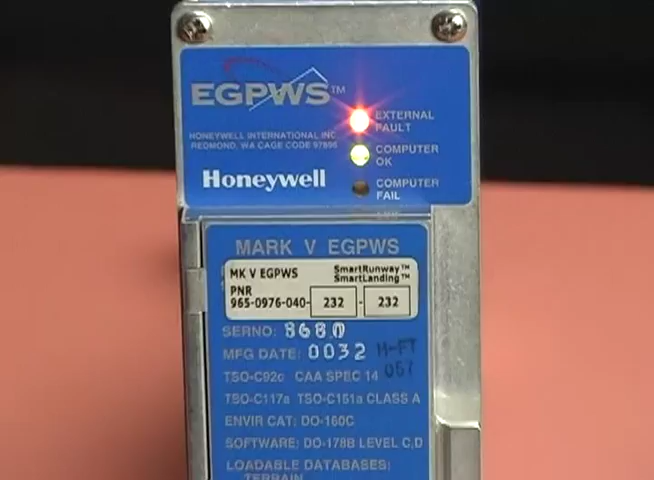 EGPWS™
EXTERNAL
FAULT
HONEYWELL INTERNATIONAL INC
REDMOND, WA CAGE CODE 97896
COMPUTER
OK
Honeywell
COMPUTER
FAIL
MARK V EGPWS
MK V EGPWS
SmartRunway™
SmartLanding™
PNR
965-0976-040- 232 - 232
SERNO: 8680
MFG DATE: 0032
H-FT
057
TSO-C92c CAA SPEC 14
TSO-C117a TSO-C151a CLASS A
ENVIR CAT: DO-160C
SOFTWARE: DO-178B LEVEL C,D
LOADABLE DATABASES:
TERRAIN